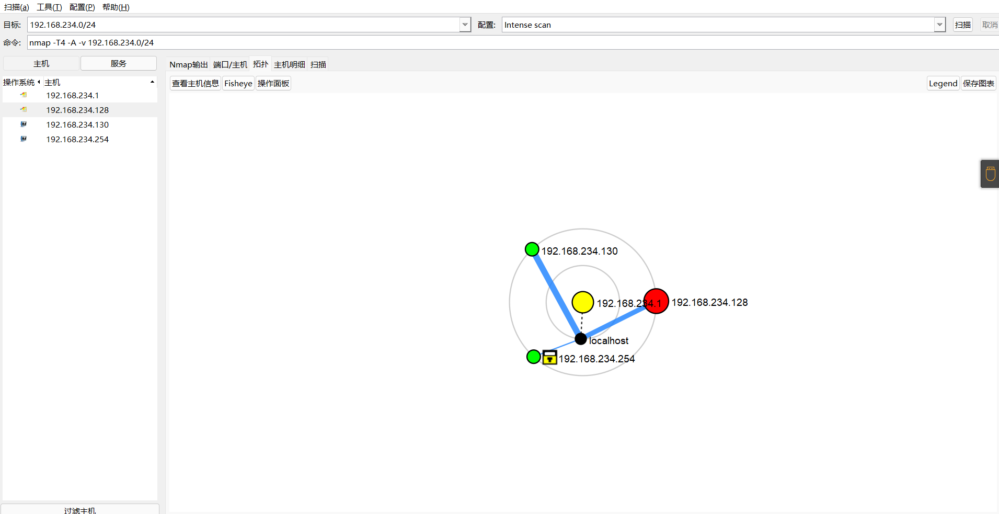 扫描(a) 工具(T) 配置(P) 帮助(H)
目标: 192.168.234.0/24 配置: Intense scan 扫描 取消
命令: nmap -T4 -A -v 192.168.234.0/24
主机 服务
Nmap输出 端口/主机 拓扑 主机明细 扫描
操作系统 主机
查看主机信息 Fisheye 操作面板 Legend 保存图表
192.168.234.1
192.168.234.128
192.168.234.130
192.168.234.254
192.168.234.130
192.168.234.1
192.168.234.128
localhost
192.168.234.254
过滤主机